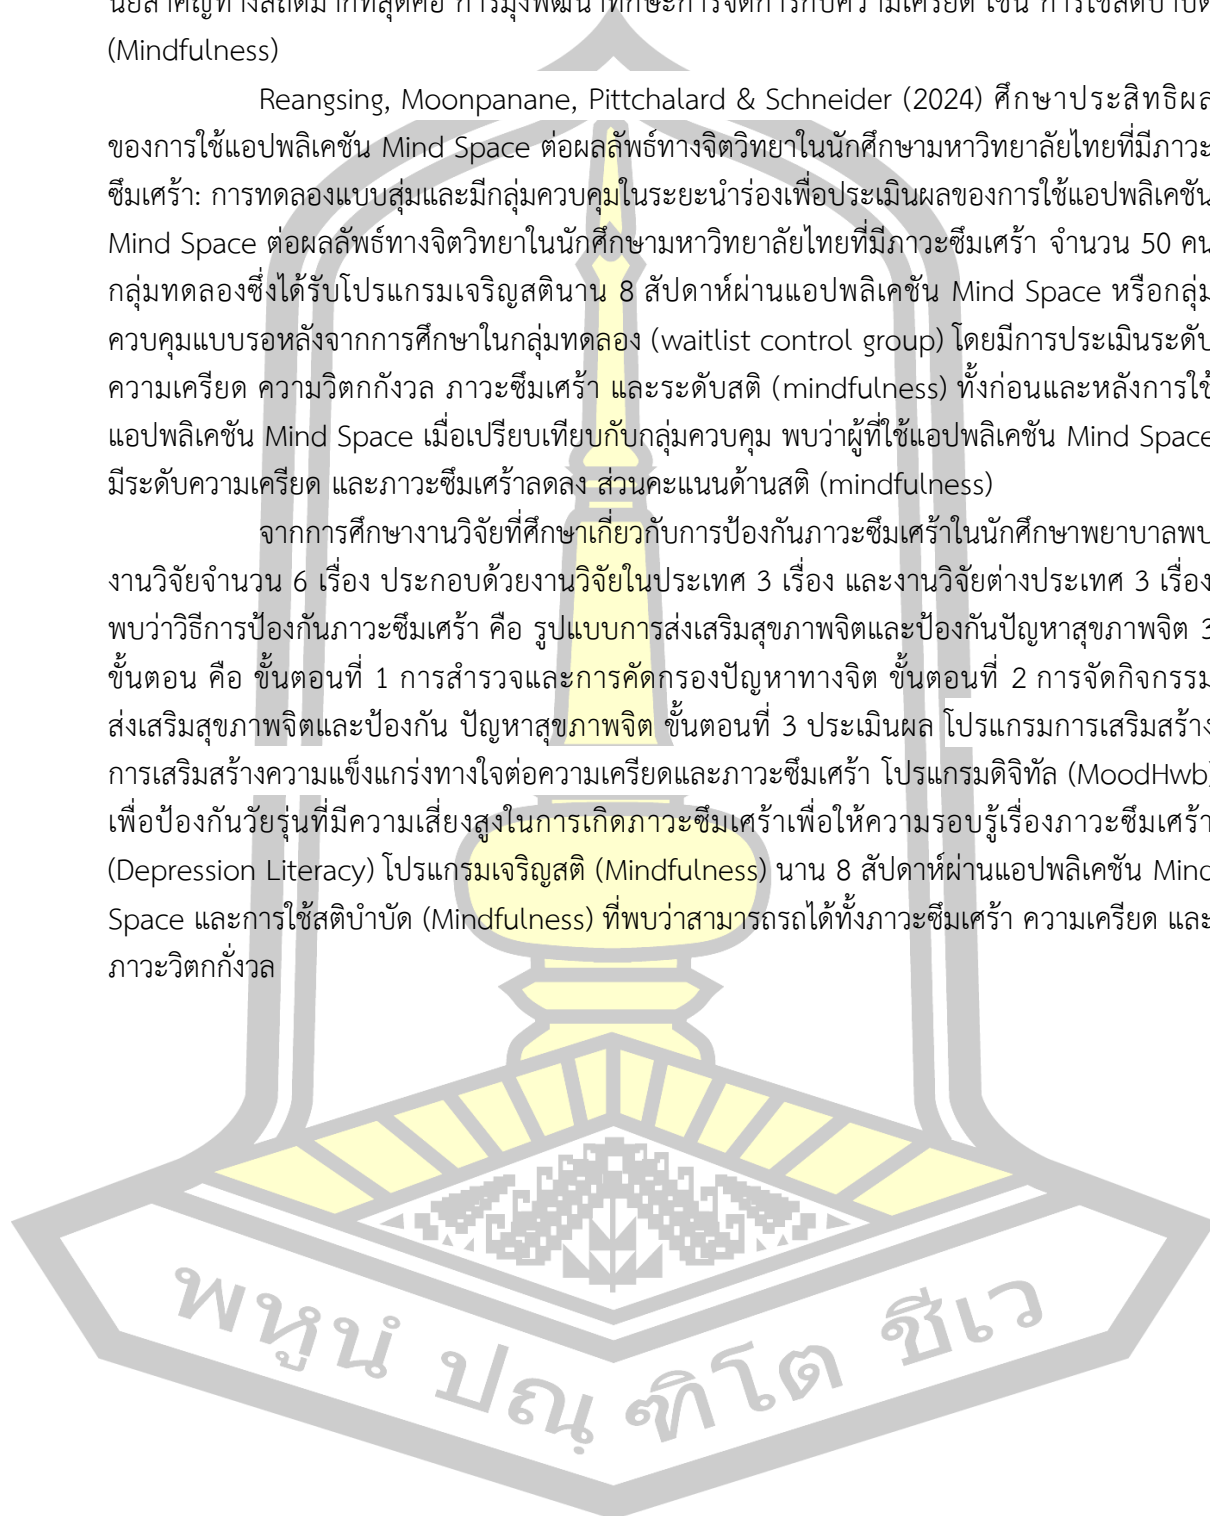 นัยสำคัญทางสถิติมากที่สุดคือ การมุ่งพัฒนาทักษะการจัดการกับความเครียด เช่น การใช้สติบำบัด
(Mindfulness)
Reangsing, Moonpanane, Pittchalard & Schneider (2024) ศึกษาประสิทธิผล
ของการใช้แอปพลิเคชัน Mind Space ต่อผลลัพธ์ทางจิตวิทยาในนักศึกษามหาวิทยาลัยไทยที่มีภาวะ
ซึมเศร้า: การทดลองแบบสุ่มและมีกลุ่มควบคุมในระยะนำร่องเพื่อประเมินผลของการใช้แอปพลิเคชัน
Mind Space ต่อผลลัพธ์ทางจิตวิทยาในนักศึกษามหาวิทยาลัยไทยที่มีภาวะซึมเศร้า จำนวน 50 คน
กลุ่มทดลองซึ่งได้รับโปรแกรมเจริญสตินาน 8 สัปดาห์ผ่านแอปพลิเคชัน Mind Space หรือกลุ่ม
ควบคุมแบบรอหลังจากการศึกษาในกลุ่มทดลอง (waitlist control group) โดยมีการประเมินระดับ
ความเครียด ความวิตกกังวล ภาวะซึมเศร้า และระดับสติ (mindfulness) ทั้งก่อนและหลังการใช้
แอปพลิเคชัน Mind Space เมื่อเปรียบเทียบกับกลุ่มควบคุม พบว่าผู้ที่ใช้แอปพลิเคชัน Mind Space
มีระดับความเครียด และภาวะซึมเศร้าลดลง ส่วนคะแนนด้านสติ (mindfulness)
จากการศึกษางานวิจัยที่ศึกษาเกี่ยวกับการป้องกันภาวะซึมเศร้าในนักศึกษาพยาบาลพบ
งานวิจัยจำนวน 6 เรื่อง ประกอบด้วยงานวิจัยในประเทศ 3 เรื่อง และงานวิจัยต่างประเทศ 3 เรื่อง
พบว่าวิธีการป้องกันภาวะซึมเศร้า คือ รูปแบบการส่งเสริมสุขภาพจิตและป้องกันปัญหาสุขภาพจิต 3
ขั้นตอน คือ ขั้นตอนที่ 1 การสำรวจและการคัดกรองปัญหาทางจิต ขั้นตอนที่ 2 การจัดกิจกรรม
ส่งเสริมสุขภาพจิตและป้องกัน ปัญหาสุขภาพจิต ขั้นตอนที่ 3 ประเมินผล โปรแกรมการเสริมสร้าง
การเสริมสร้างความแข็งแกร่งทางใจต่อความเครียดและภาวะซึมเศร้า โปรแกรมดิจิทัล (MoodHwb)
เพื่อป้องกันวัยรุ่นที่มีความเสี่ยงสูงในการเกิดภาวะซึมเศร้าเพื่อให้ความรอบรู้เรื่องภาวะซึมเศร้า
(Depression Literacy) โปรแกรมเจริญสติ (Mindfulness) นาน 8 สัปดาห์ผ่านแอปพลิเคชัน Mind
Space และการใช้สติบำบัด (Mindfulness) ที่พบว่าสามารถรถได้ทั้งภาวะซึมเศร้า ความเครียด และ
ภาวะวิตกกั่งวล
พหูนํ ปณฺ ฑิโต ชีเว